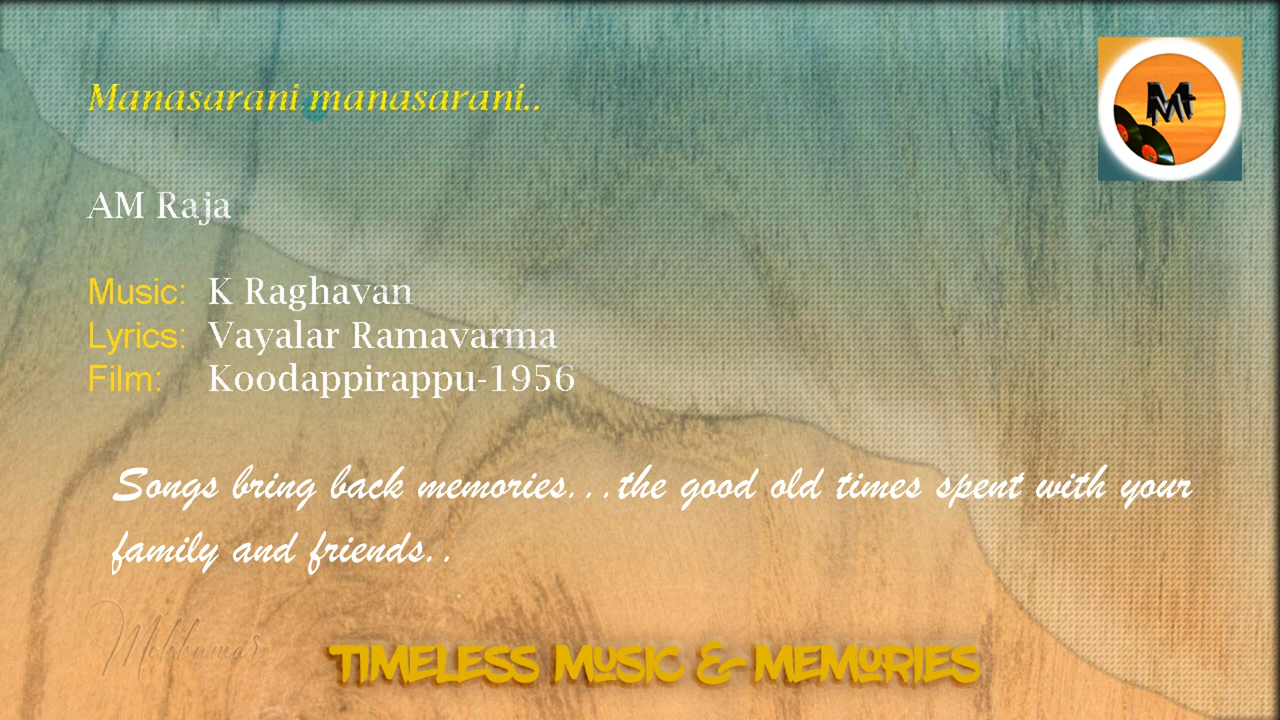 Manasarani manasarani..
AM Raja
Music: K Raghavan
Lyrics: Vayalar Ramavarma
Film: Koodappirappu-1956
Songs bring back memories...the good old times spent with your
family and friends..
TIMELESS MUSIC & MEMORIES